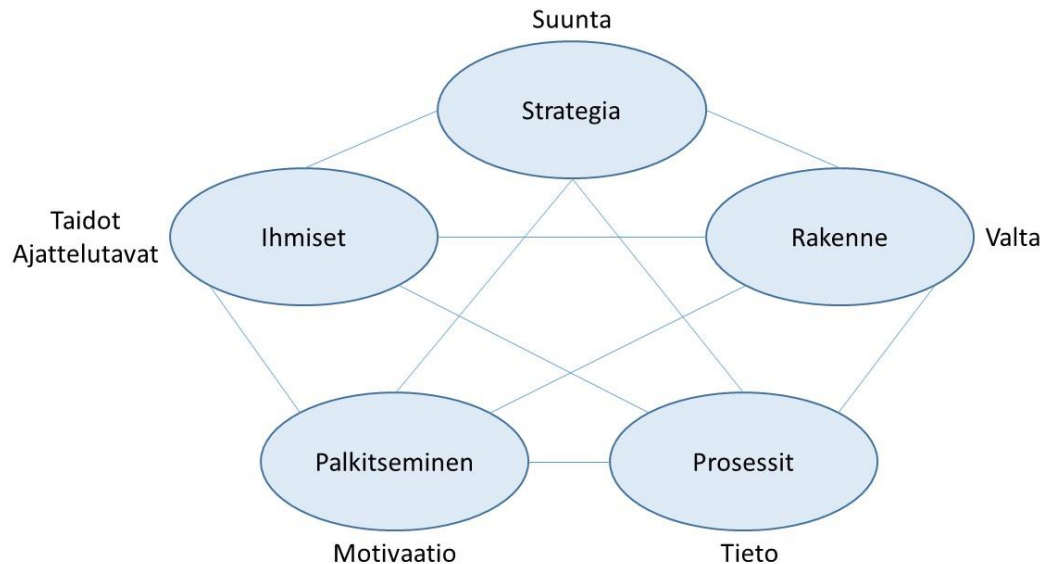 Suunta
Strategia
Taidot
Ajattelutavat
Ihmiset
Rakenne
Valta
Palkitseminen
Prosessit
Motivaatio
Tieto